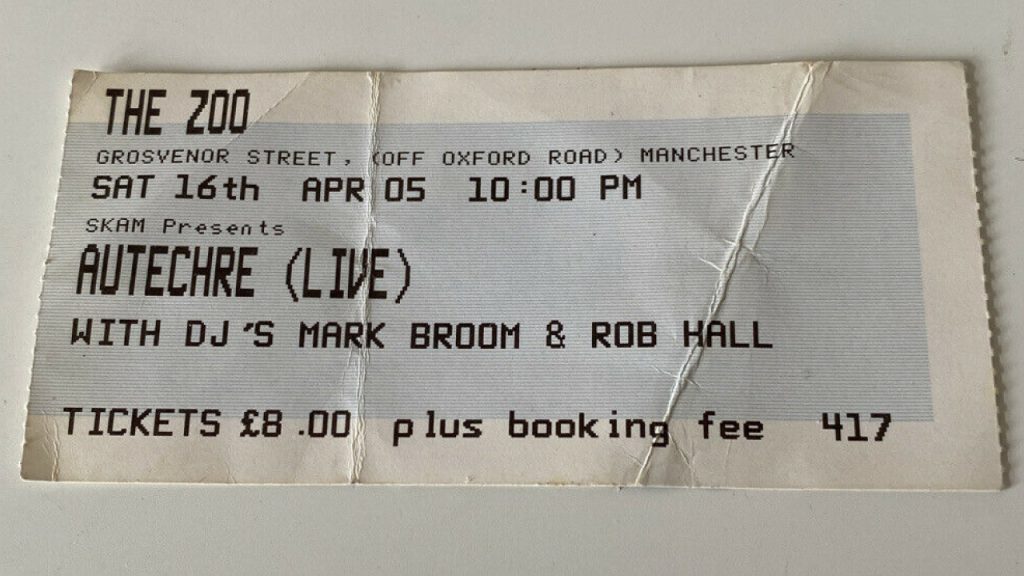 THE ZOO
GROSVENOR STREET, (OFF OXFORD ROAD) MANCHESTER
SAT 16th APR 05 10:00 PM
SKAM Presents
AUTECHRE (LIVE)
WITH DJ'S MARK BROOM & ROB HALL
TICKETS £8.00 plus booking fee 417